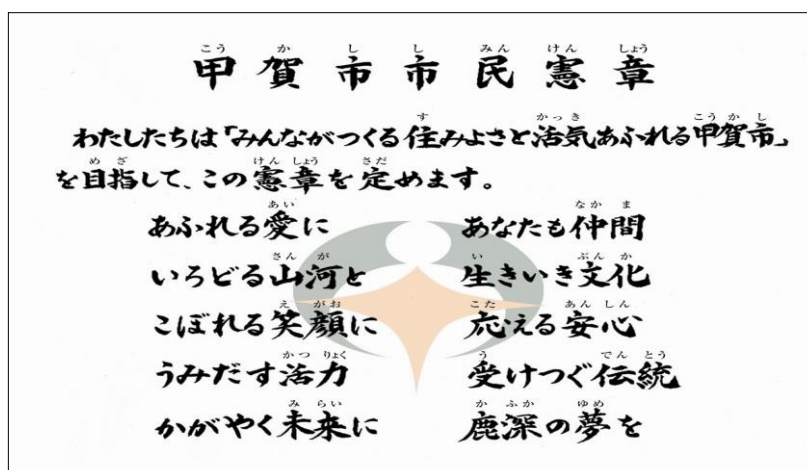 甲賀市市民憲章
わたしたちは「みんながつくる住みよさと活気あふれる甲賀市」
を目指して、この憲章を定めます。
あふれる愛に あなたも仲間
いろどる山河と 生きいき文化
こぼれる笑顔に 応える安心
うみだす活力 受けつぐ伝統
かがやく未来に 鹿深の夢を